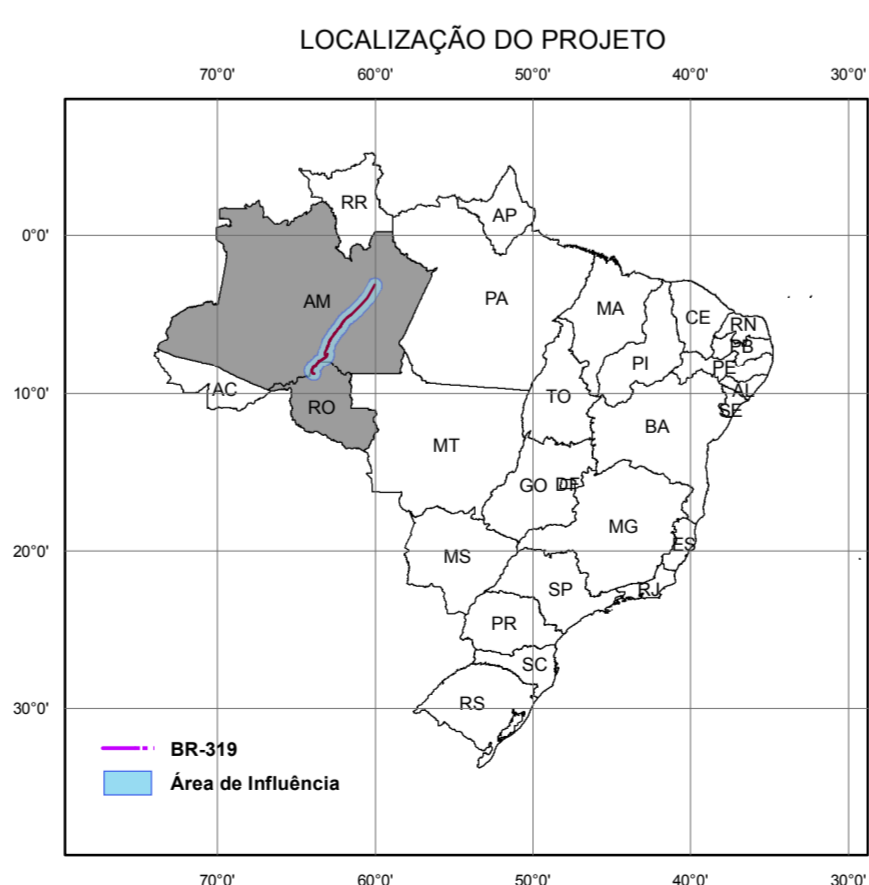 LOCALIZAÇÃO DO PROJETO
70°0' 60°0' 50°0' 40°0' 30°0'
RR
AP
0°0'
AM
PA
MA
CE
RN
PB
PI
PE
AC
10°0'
TO
AL
RO
SE
BA
MT
GO
DF
MG
ES
20°0'
MS
SP
RJ
PR
SC
30°0'
RS
BR-319
Área de Influência
70°0' 60°0' 50°0' 40°0' 30°0'